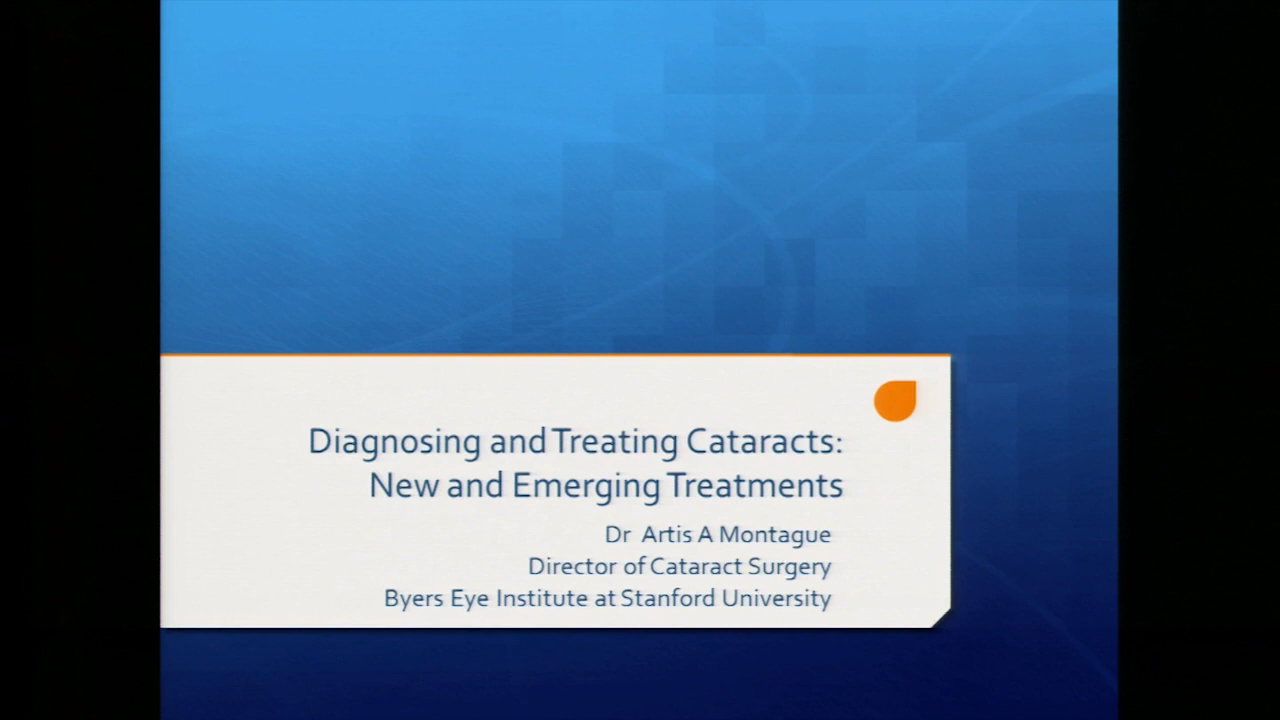 Diagnosing and Treating Cataracts:
New and Emerging Treatments
Dr Artis A Montague
Director of Cataract Surgery
Byers Eye Institute at Stanford University